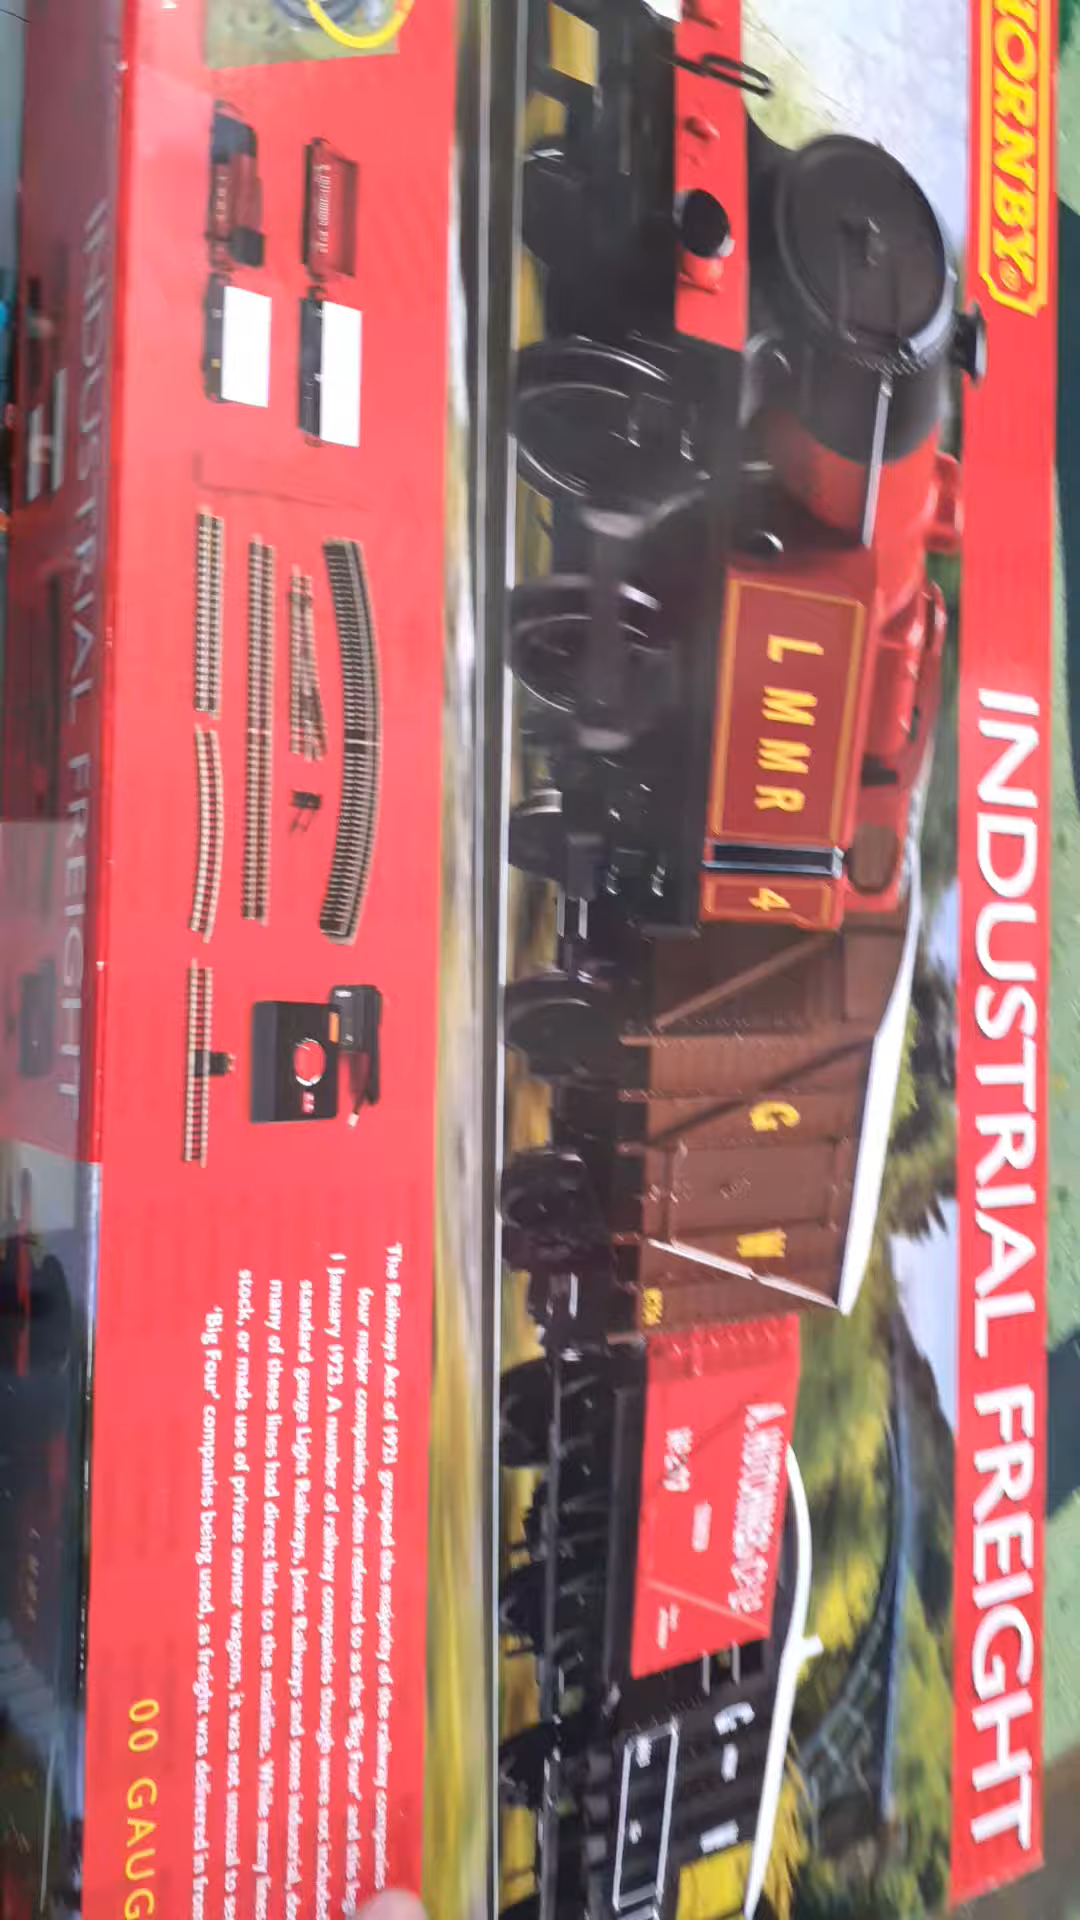 HORNBY®
INDUSTRIAL FREIGHT
LMMR 4
G W
G W
INDUSTRIAL FREIGHT
The Railways Act of 1921 grouped the majority of the railway companies
four major companies, often referred to as the 'Big Four' and this
1 January 1923. A number of railway companies though were not
standard gauge Light Railways, Joint Railways and some industrial
many of these lines had direct links to the mainline. While many lines
stock, or made use of private owner wagons, it was not unusual to
'Big Four' companies being used, as freight was delivered in from
00 GAUG